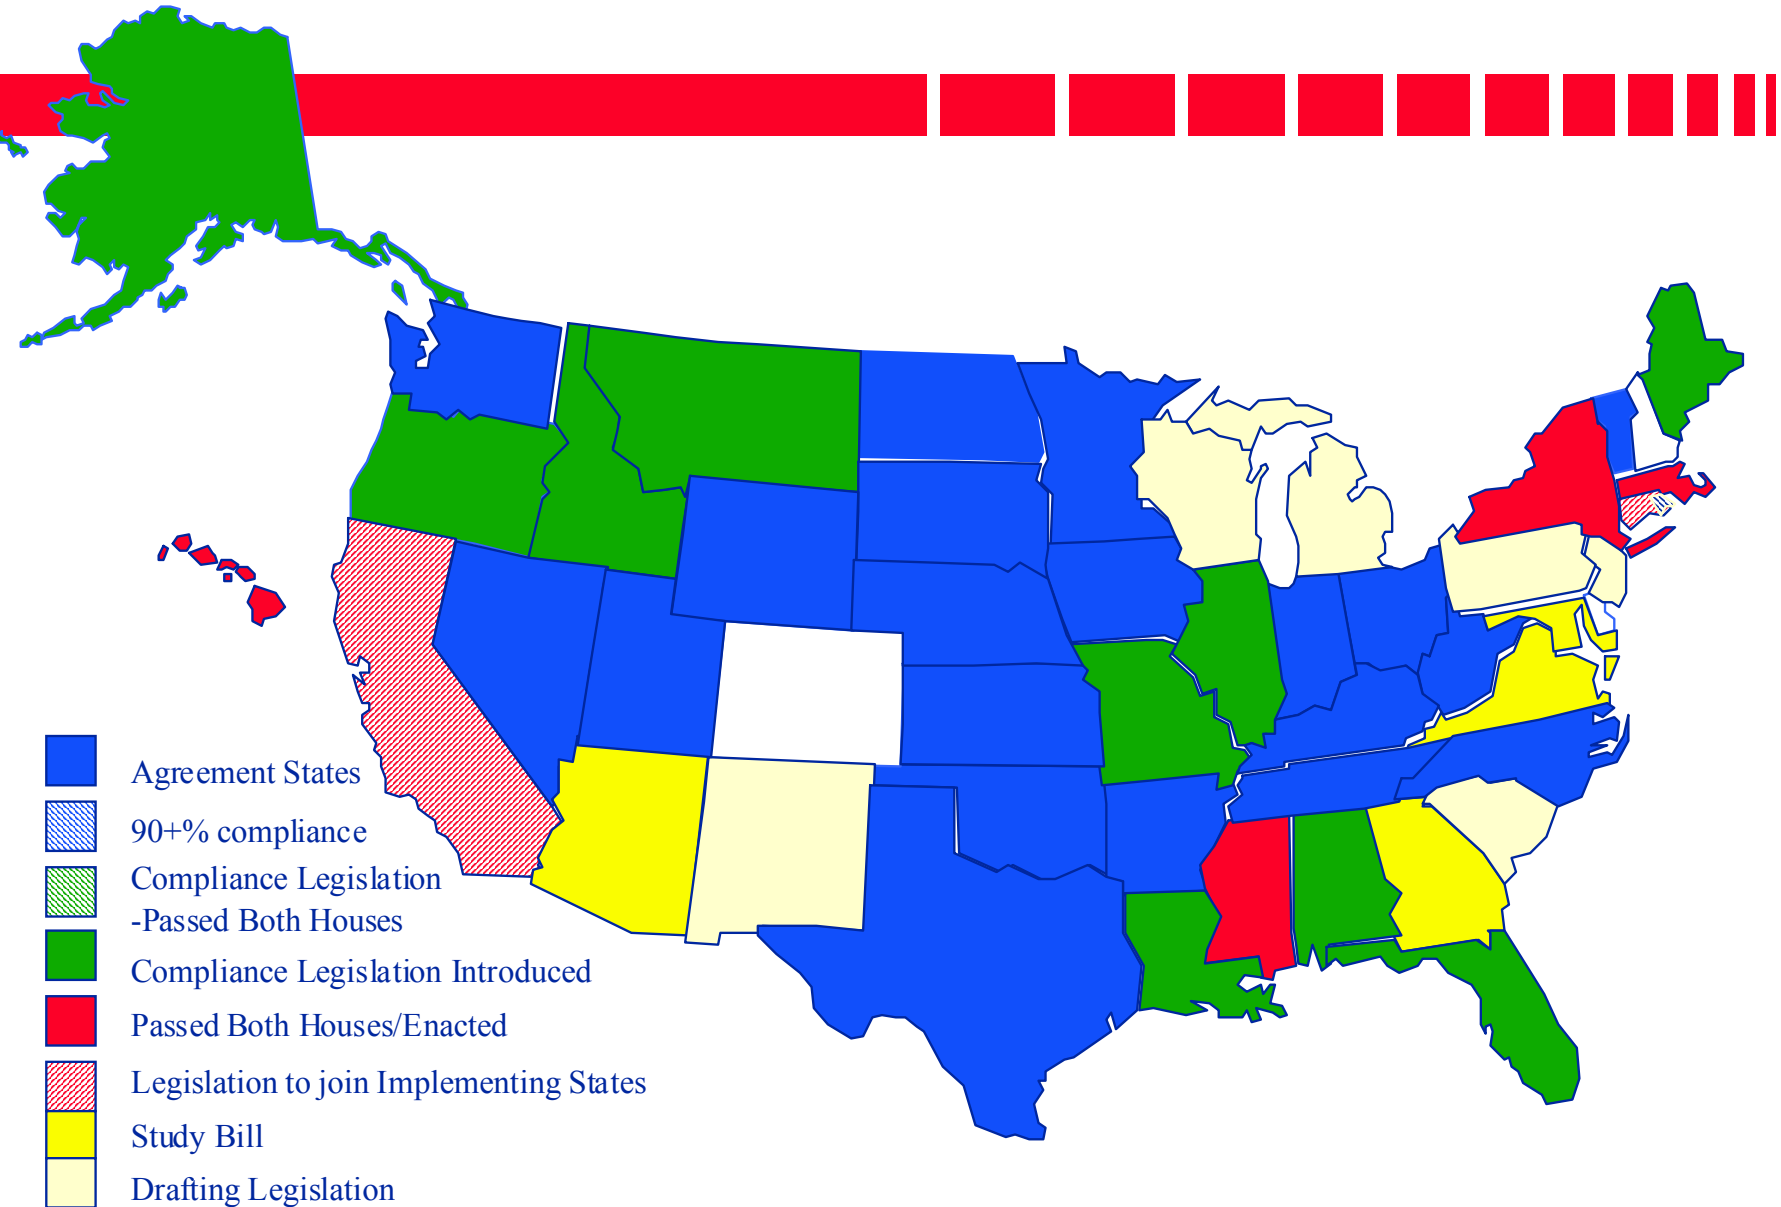 Agreement States
90+% compliance
Compliance Legislation
-Passed Both Houses
Compliance Legislation Introduced
Passed Both Houses/Enacted
Legislation to join Implementing States
Study Bill
Drafting Legislation